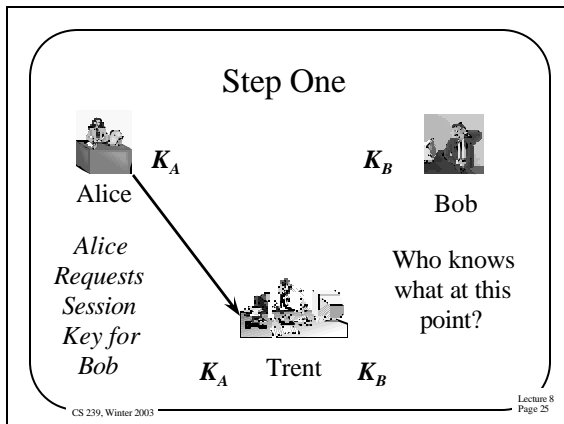 Step One
K_A
K_B
Alice
Bob
Alice
Requests
Session
Key for
Bob
Who knows
what at this
point?
K_A
Trent
K_B
CS 239, Winter 2003
Lecture 8
Page 25